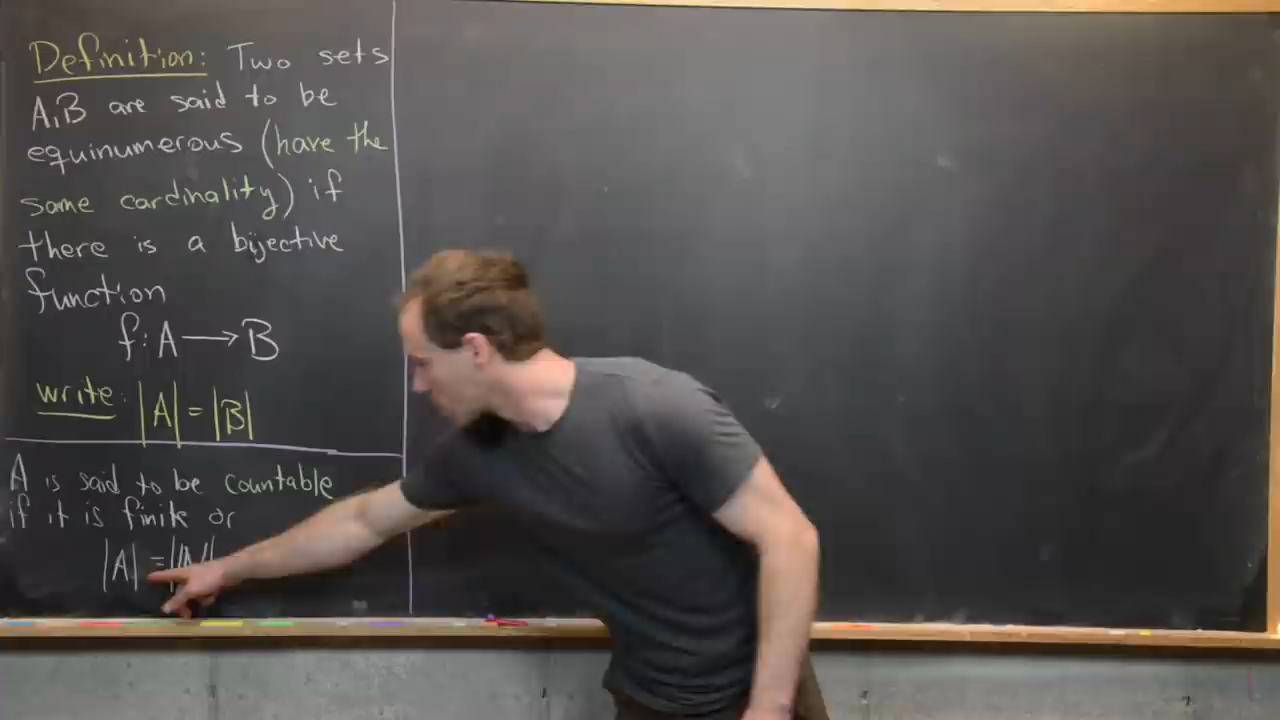 Definition: Two sets
A,B are said to be
equinumerous (have the
same cardinality) if
there is a bijective
function
f: A ⟶ B
write: |A| = |B|
A is said to be countable
if it is finite or
|A| = |ℕ|